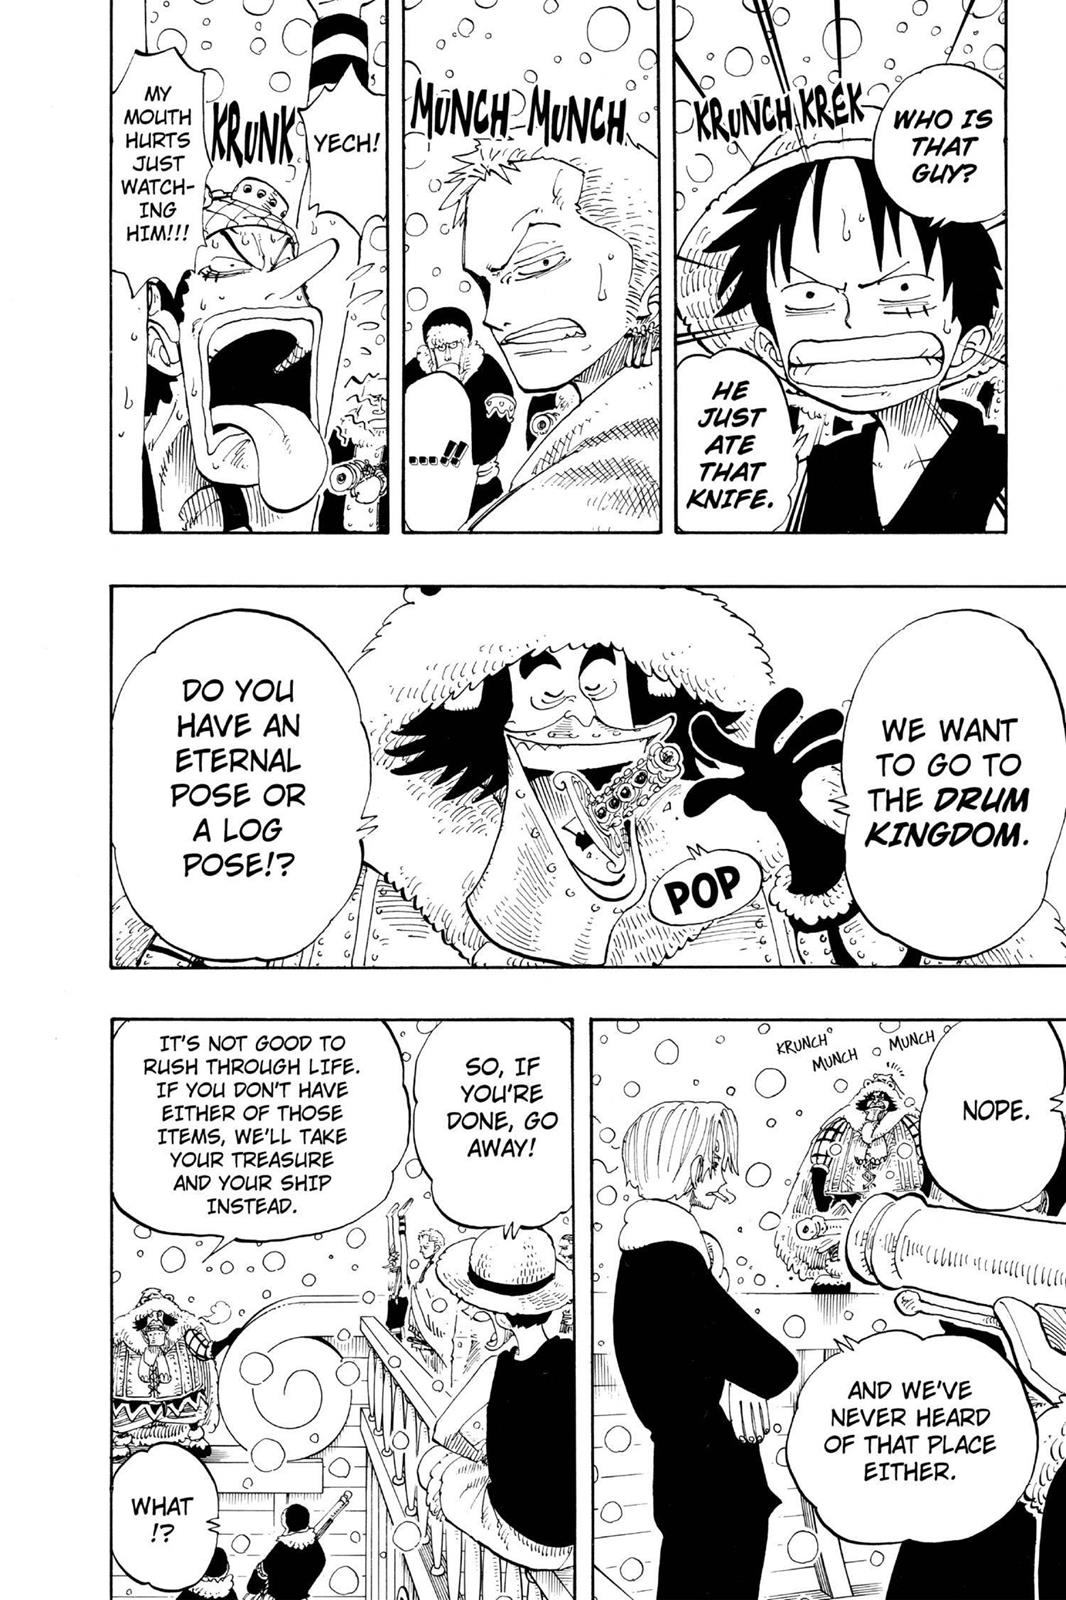 WHO IS
THAT
GUY?
KRUNCH KREK
HE
JUST
ATE
THAT
KNIFE.
MUNCH MUNCH
....!!
YECH!
KRUNK
MY
MOUTH
HURTS
JUST
WATCH-
ING
HIM!!!
WE WANT
TO GO TO
THE DRUM
KINGDOM.
POP
DO YOU
HAVE AN
ETERNAL
POSE OR
A LOG
POSE!?
NOPE.
KRUNCH
MUNCH
MUNCH
AND WE'VE
NEVER HEARD
OF THAT PLACE
EITHER.
SO, IF
YOU'RE
DONE, GO
AWAY!
IT'S NOT GOOD TO
RUSH THROUGH LIFE.
IF YOU DON'T HAVE
EITHER OF THOSE
ITEMS, WE'LL TAKE
YOUR TREASURE
AND YOUR SHIP
INSTEAD.
WHAT
!?